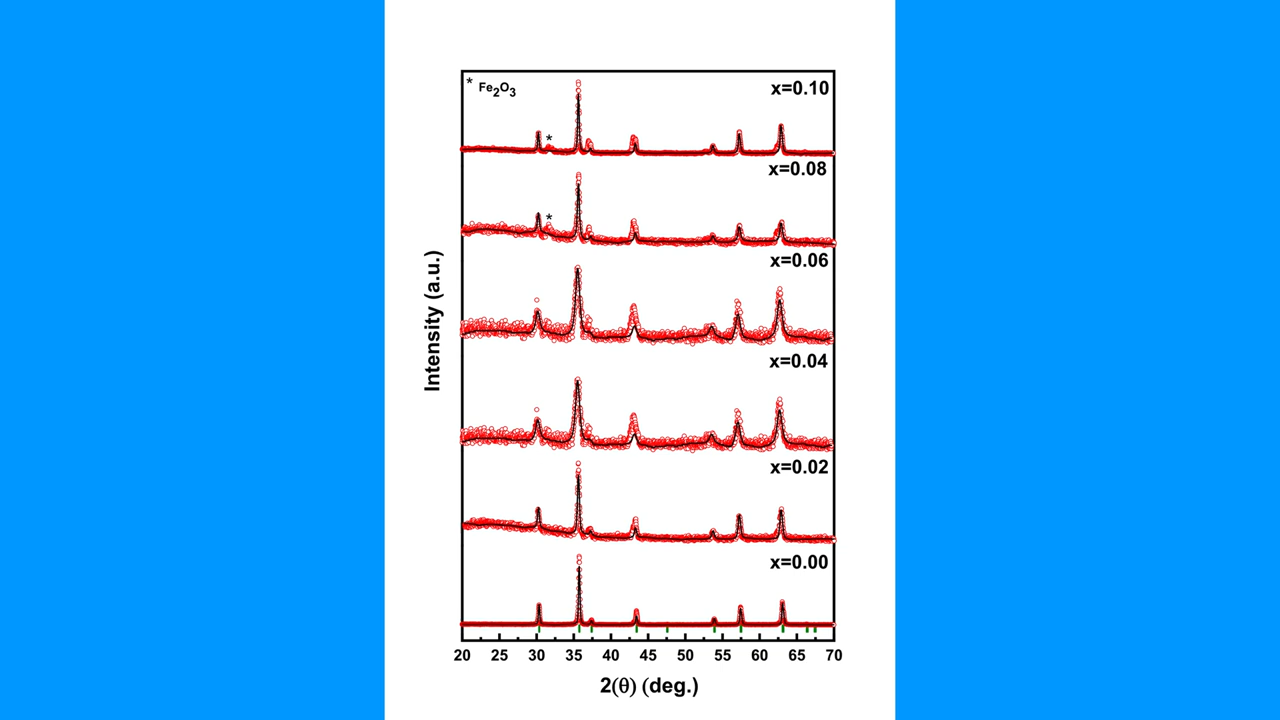 * Fe2O3
x=0.10
*
x=0.08
*
x=0.06
x=0.04
x=0.02
x=0.00
Intensity (a.u.)
20 25 30 35 40 45 50 55 60 65 70
2(θ) (deg.)